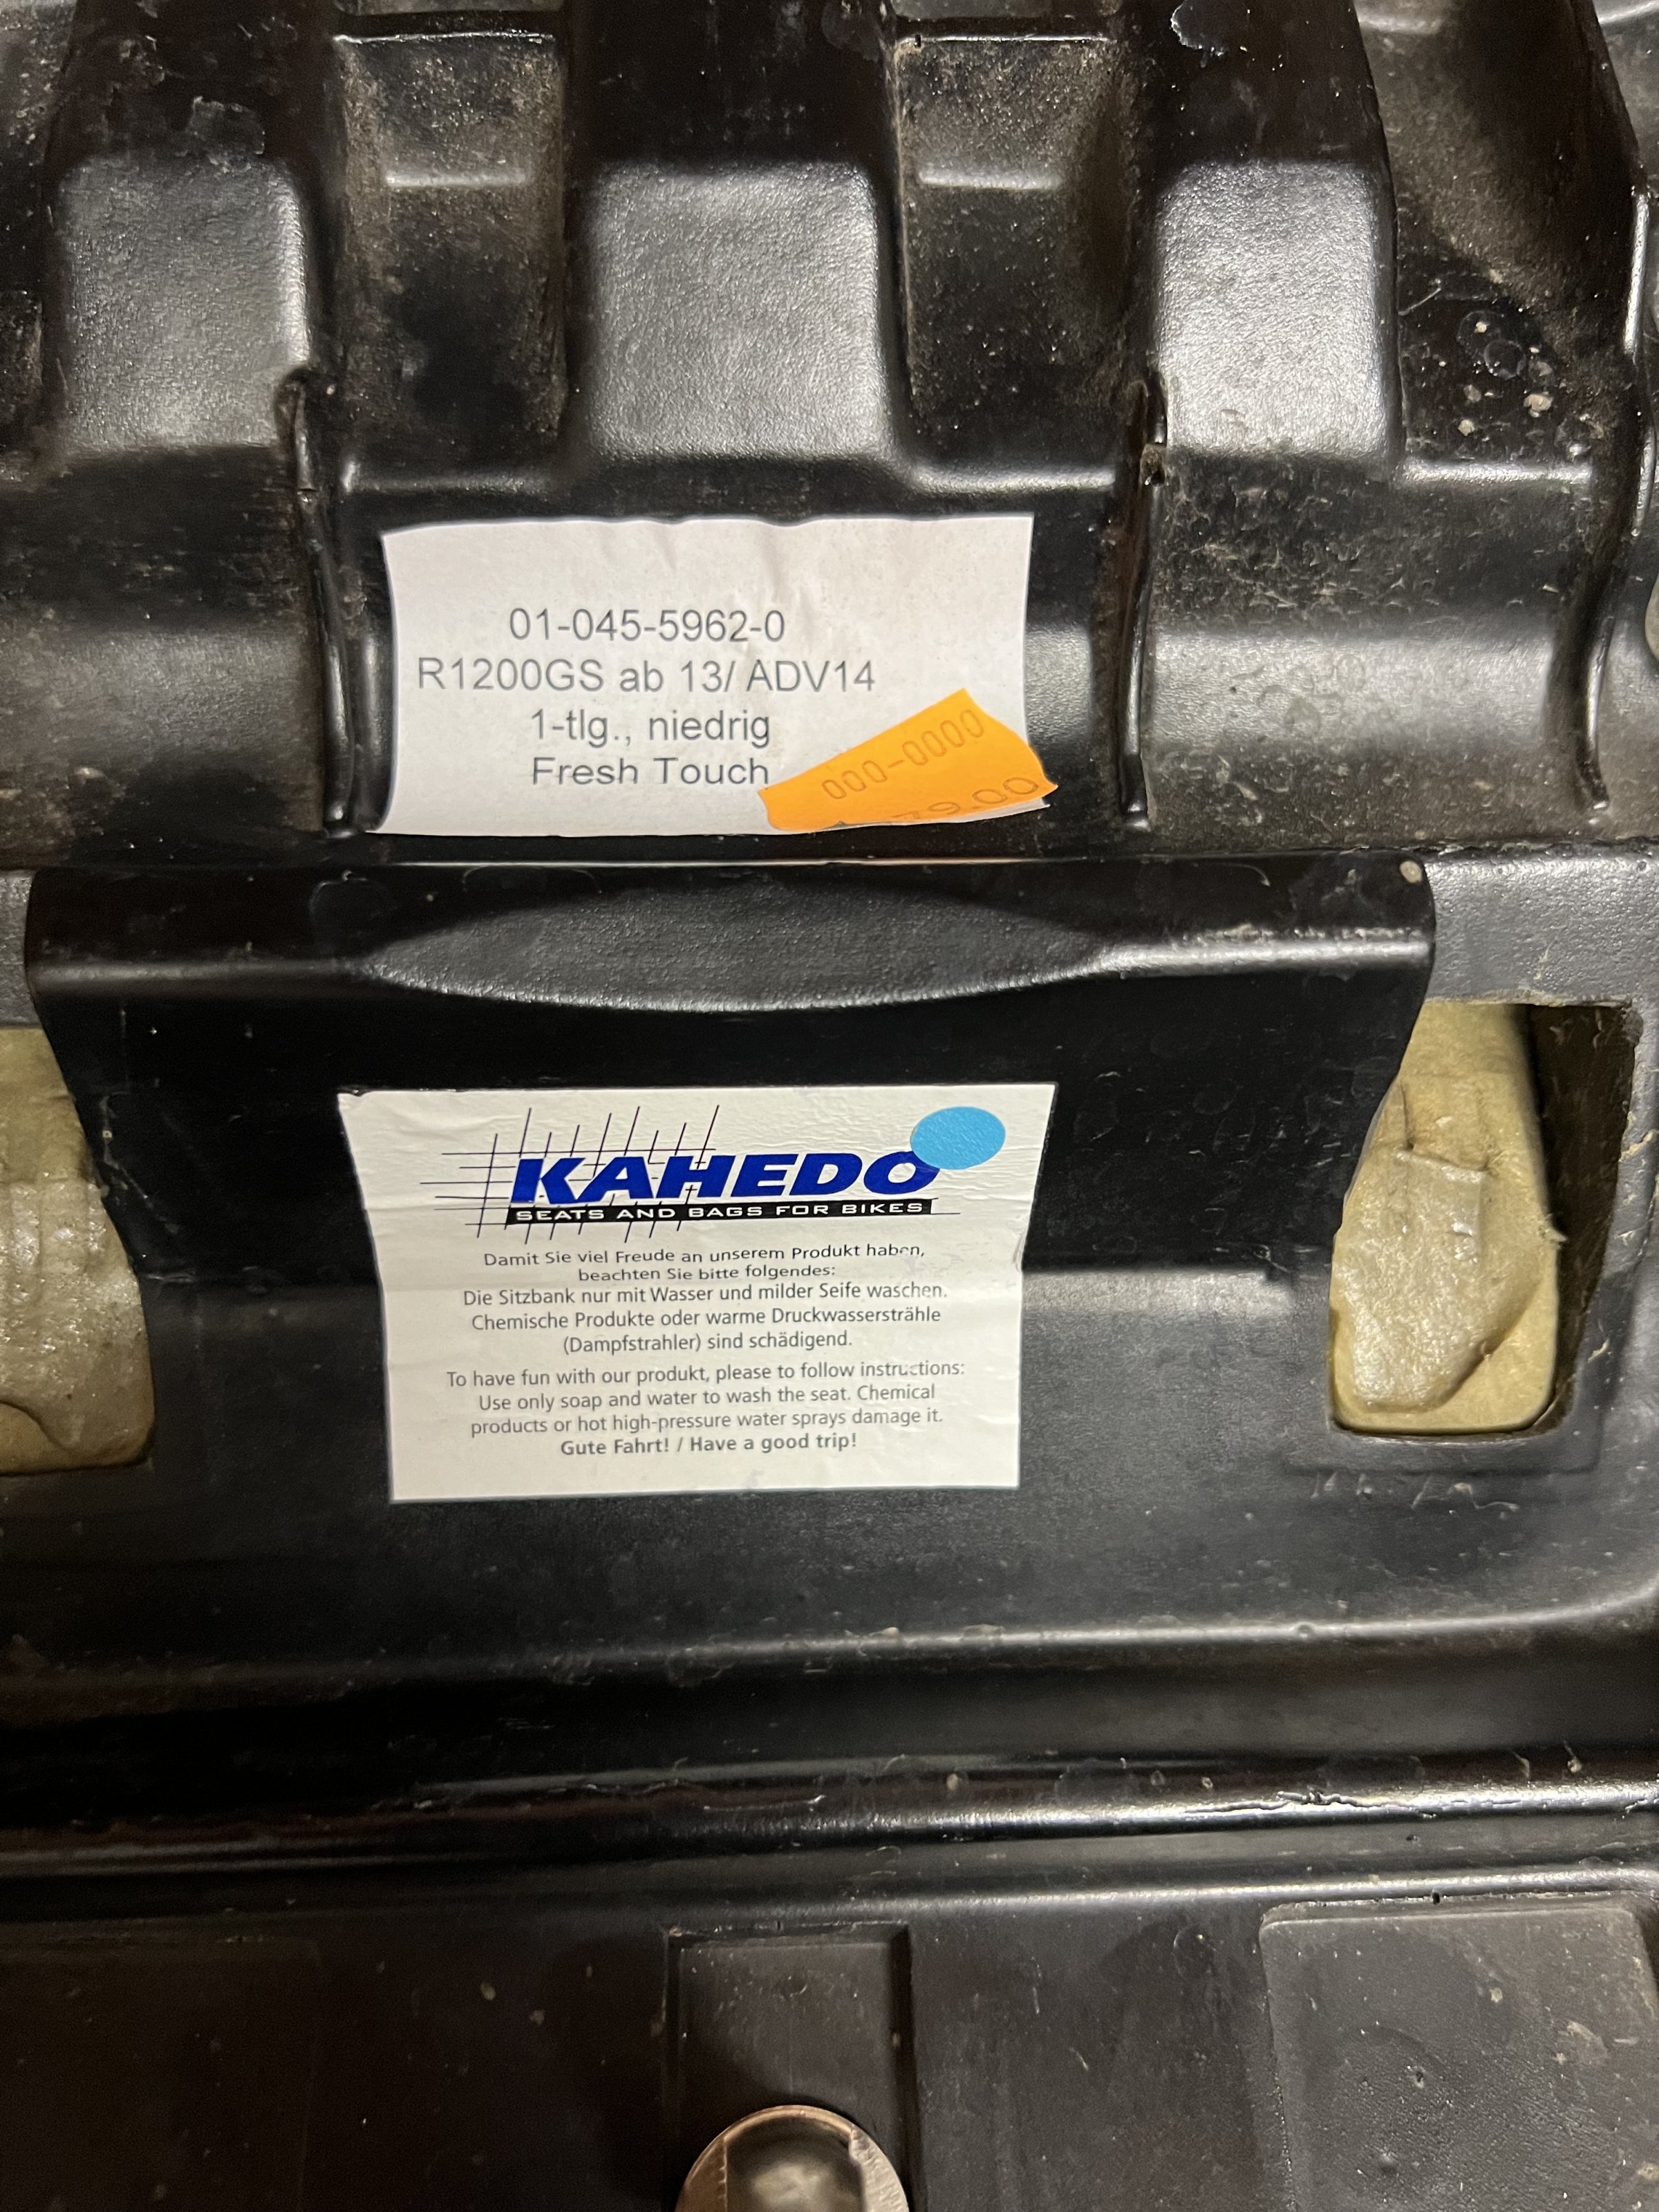 01-045-5962-0
R1200GS ab 13/ ADV14
1-tlg., niedrig
Fresh Touch
000-0000
9.00
KAHEDO
SEATS AND BAGS FOR BIKES
Damit Sie viel Freude an unserem Produkt haben,
beachten Sie bitte folgendes:
Die Sitzbank nur mit Wasser und milder Seife waschen.
Chemische Produkte oder warme Druckwassersträhle
(Dampfstrahler) sind schädigend.
To have fun with our produkt, please to follow instructions:
Use only soap and water to wash the seat. Chemical
products or hot high-pressure water sprays damage it.
Gute Fahrt! / Have a good trip!